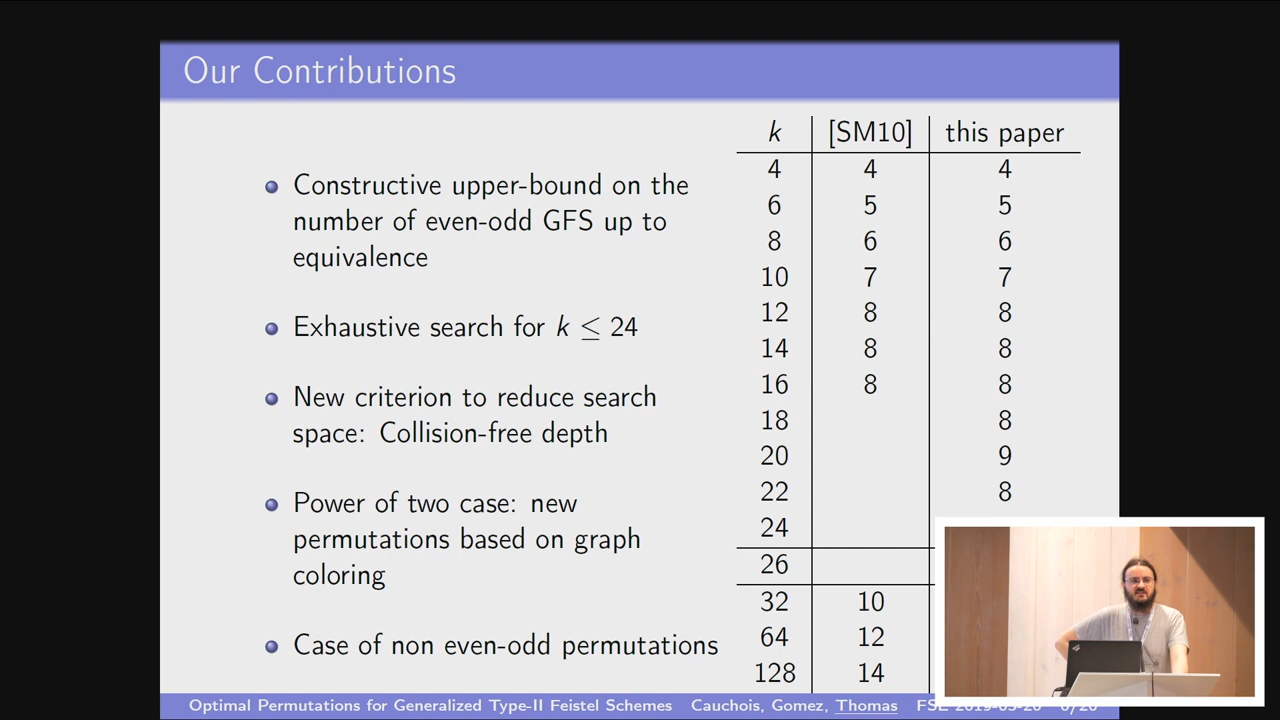 Our Contributions
Constructive upper-bound on the
number of even-odd GFS up to
equivalence
Exhaustive search for k ≤ 24
New criterion to reduce search
space: Collision-free depth
Power of two case: new
permutations based on graph
coloring
Case of non even-odd permutations
k [SM10] this paper
4 4 4
6 5 5
8 6 6
10 7 7
12 8 8
14 8 8
16 8 8
18 8
20 9
22 8
24
26
32 10
64 12
128 14
Optimal Permutations for Generalized Type-II Feistel Schemes Cauchois, Gomez, Thomas